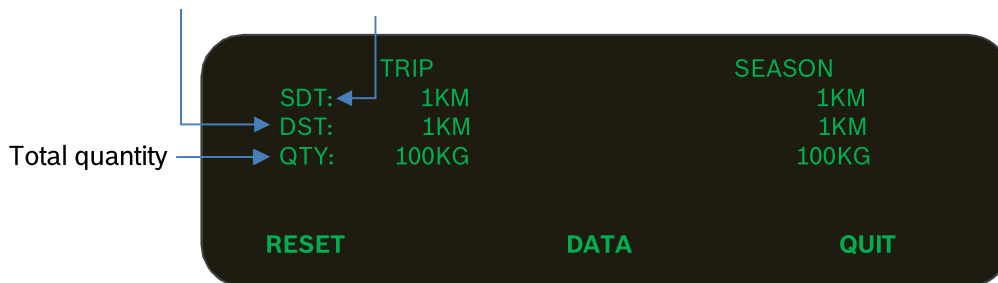 TRIP SEASON
SDT: 1KM 1KM
DST: 1KM 1KM
Total quantity QTY: 100KG 100KG
RESET DATA QUIT